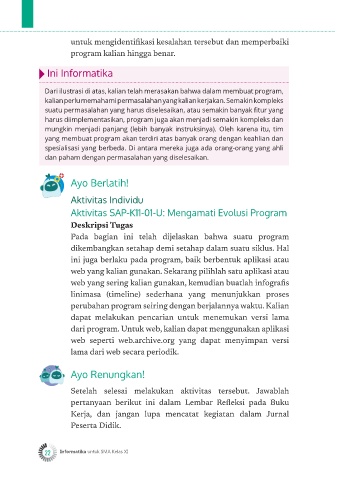 untuk mengidentifikasi kesalahan tersebut dan memperbaiki
program kalian hingga benar.
Ini Informatika
Dari ilustrasi di atas, kalian telah merasakan bahwa dalam membuat program,
kalian perlu memahami permasalahan yang kalian kerjakan. Semakin kompleks
suatu permasalahan yang harus diselesaikan, atau semakin banyak fitur yang
harus diimplementasikan, program juga akan menjadi semakin kompleks dan
mungkin menjadi panjang (lebih banyak instruksinya). Oleh karena itu, tim
yang membuat program akan terdiri atas banyak orang dengan keahlian dan
spesialisasi yang berbeda. Di antara mereka juga ada orang-orang yang ahli
dan paham dengan permasalahan yang diselesaikan.
Ayo Berlatih!
Aktivitas Individu
Aktivitas SAP-K11-01-U: Mengamati Evolusi Program
Deskripsi Tugas
Pada bagian ini telah dijelaskan bahwa suatu program
dikembangkan setahap demi setahap dalam suatu siklus. Hal
ini juga berlaku pada program, baik berbentuk aplikasi atau
web yang kalian gunakan. Sekarang pilihlah satu aplikasi atau
web yang sering kalian gunakan, kemudian buatlah infografis
linimasa (timeline) sederhana yang menunjukkan proses
perubahan program seiring dengan berjalannya waktu. Kalian
dapat melakukan pencarian untuk menemukan versi lama
dari program. Untuk web, kalian dapat menggunakan aplikasi
web seperti web.archive.org yang dapat menyimpan versi
lama dari web secara periodik.
Ayo Renungkan!
Setelah selesai melakukan aktivitas tersebut. Jawablah
pertanyaan berikut ini dalam Lembar Refleksi pada Buku
Kerja, dan jangan lupa mencatat kegiatan dalam Jurnal
Peserta Didik.
22 Informatika untuk SMA Kelas XI